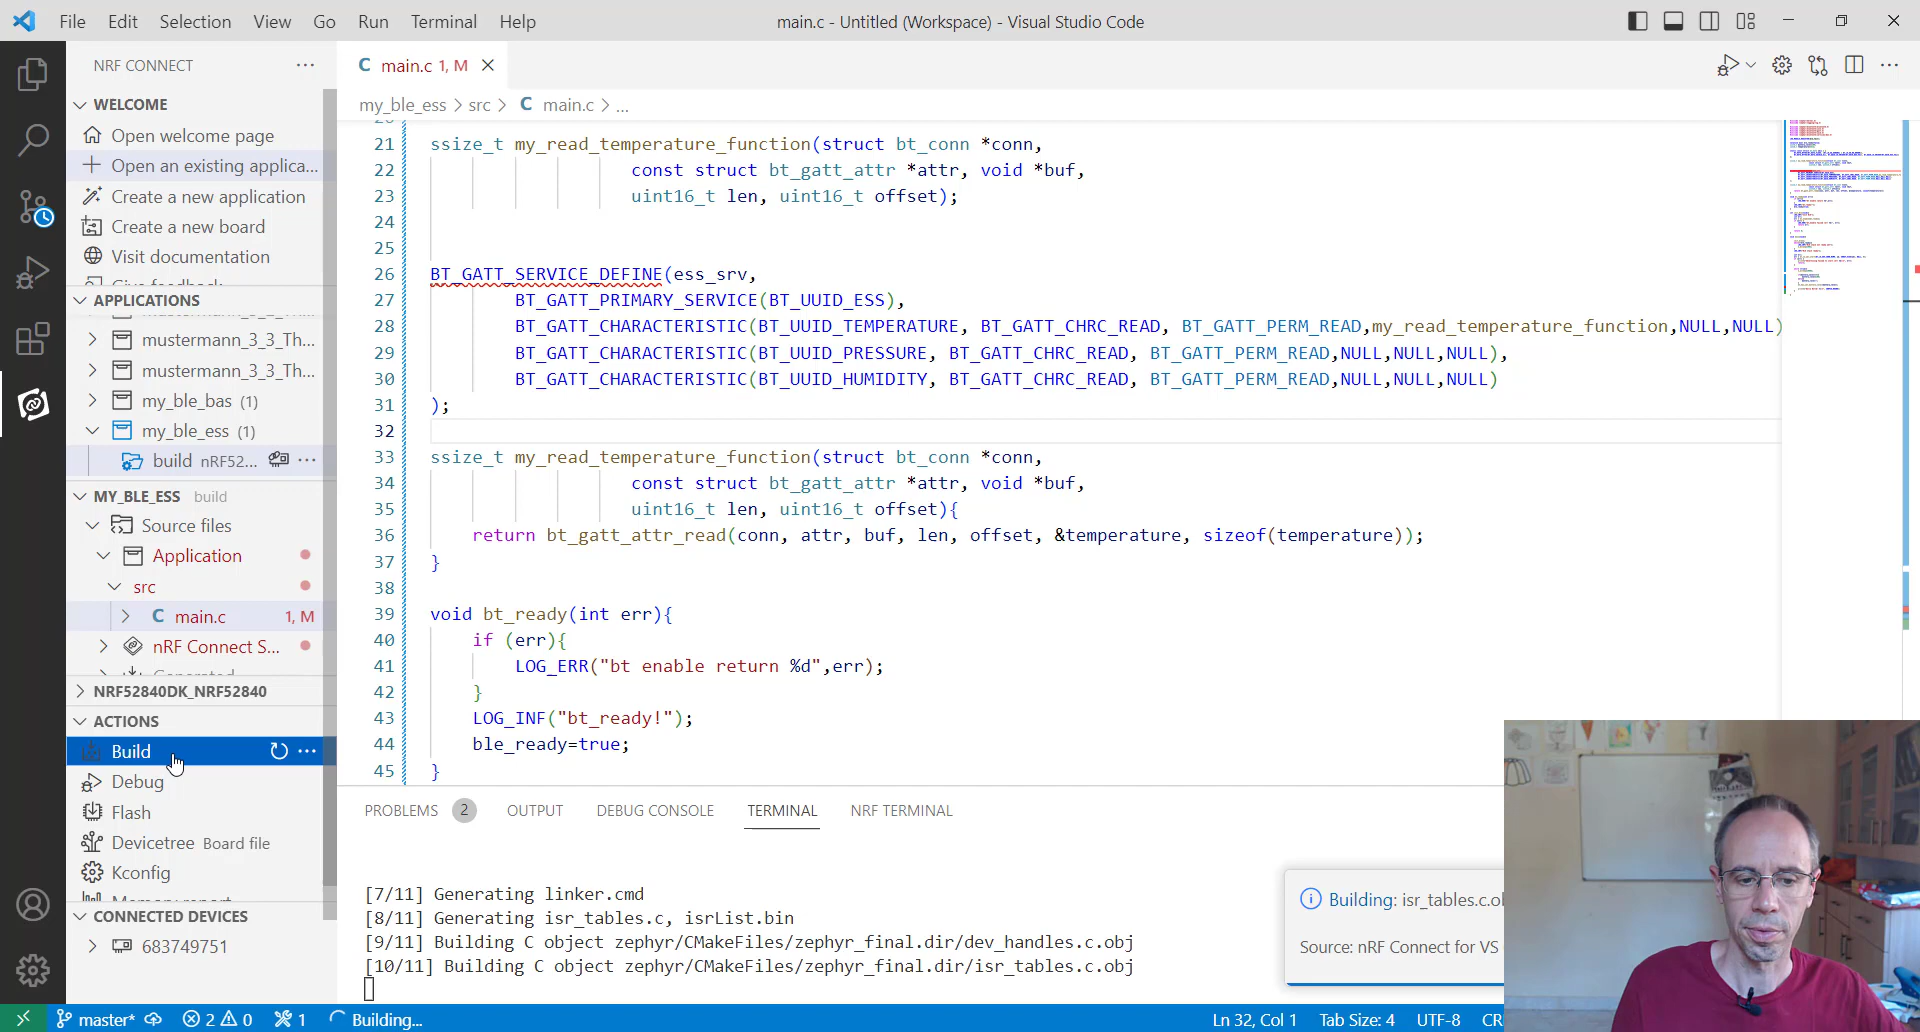 File Edit Selection View Go Run Terminal Help
main.c - Untitled (Workspace) - Visual Studio Code
NRF CONNECT
WELCOME
Open welcome page
Open an existing applica...
Create a new application
Create a new board
Visit documentation
APPLICATIONS
mustermann_3_3_Th...
mustermann_3_3_Th...
my_ble_bas (1)
my_ble_ess (1)
build nRF52...
MY_BLE_ESS build
Source files
Application
src
C main.c 1, M
nRF Connect S...
NRF52840DK_NRF52840
ACTIONS
Build
Debug
Flash
Devicetree Board file
Kconfig
Memory report
CONNECTED DEVICES
683749751
C main.c 1, M
my_ble_ess > src > C main.c > ...
21 ssize_t my_read_temperature_function(struct bt_conn *conn,
22 const struct bt_gatt_attr *attr, void *buf,
23 uint16_t len, uint16_t offset);
24
25
26 BT_GATT_SERVICE_DEFINE(ess_srv,
27 BT_GATT_PRIMARY_SERVICE(BT_UUID_ESS),
28 BT_GATT_CHARACTERISTIC(BT_UUID_TEMPERATURE, BT_GATT_CHRC_READ, BT_GATT_PERM_READ,my_read_temperature_function,NULL,NULL)
29 BT_GATT_CHARACTERISTIC(BT_UUID_PRESSURE, BT_GATT_CHRC_READ, BT_GATT_PERM_READ,NULL,NULL,NULL),
30 BT_GATT_CHARACTERISTIC(BT_UUID_HUMIDITY, BT_GATT_CHRC_READ, BT_GATT_PERM_READ,NULL,NULL,NULL)
31 );
32
33 ssize_t my_read_temperature_function(struct bt_conn *conn,
34 const struct bt_gatt_attr *attr, void *buf,
35 uint16_t len, uint16_t offset){
36 return bt_gatt_attr_read(conn, attr, buf, len, offset, &temperature, sizeof(temperature));
37 }
38
39 void bt_ready(int err){
40 if (err){
41 LOG_ERR("bt enable return %d",err);
42 }
43 LOG_INF("bt_ready!");
44 ble_ready=true;
45 }
PROBLEMS 2 OUTPUT DEBUG CONSOLE TERMINAL NRF TERMINAL
[7/11] Generating linker.cmd
[8/11] Generating isr_tables.c, isrList.bin
[9/11] Building C object zephyr/CMakeFiles/zephyr_final.dir/dev_handles.c.obj
[10/11] Building C object zephyr/CMakeFiles/zephyr_final.dir/isr_tables.c.obj
Building: isr_tables.c.o
Source: nRF Connect for VS
master* 2 0 1 Building... Ln 32, Col 1 Tab Size: 4 UTF-8 CR